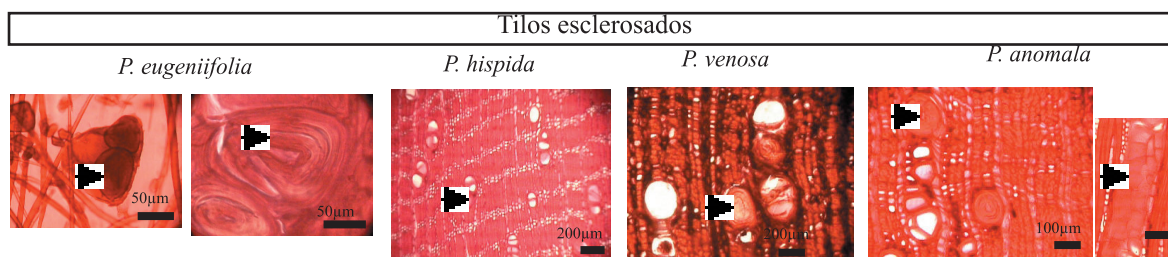 Tilos esclerosados
P. eugeniifolia
P. hispida
P. venosa
P. anomala
50µm
50µm
200µm
200µm
100µm